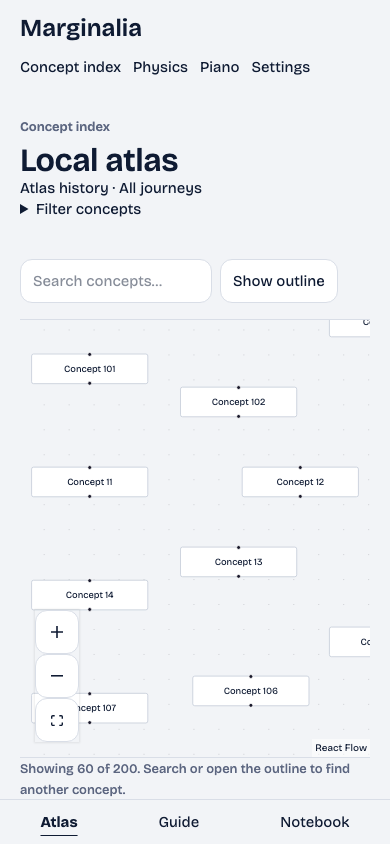 Marginalia
Concept index Physics Piano Settings
Concept index
Local atlas
Atlas history · All journeys
Filter concepts
Search concepts...
Show outline
Concept 101
Concept 102
Concept 11
Concept 12
Concept 13
Concept 14
Concept 106
107
React Flow
Showing 60 of 200. Search or open the outline to find
another concept.
Atlas Guide Notebook